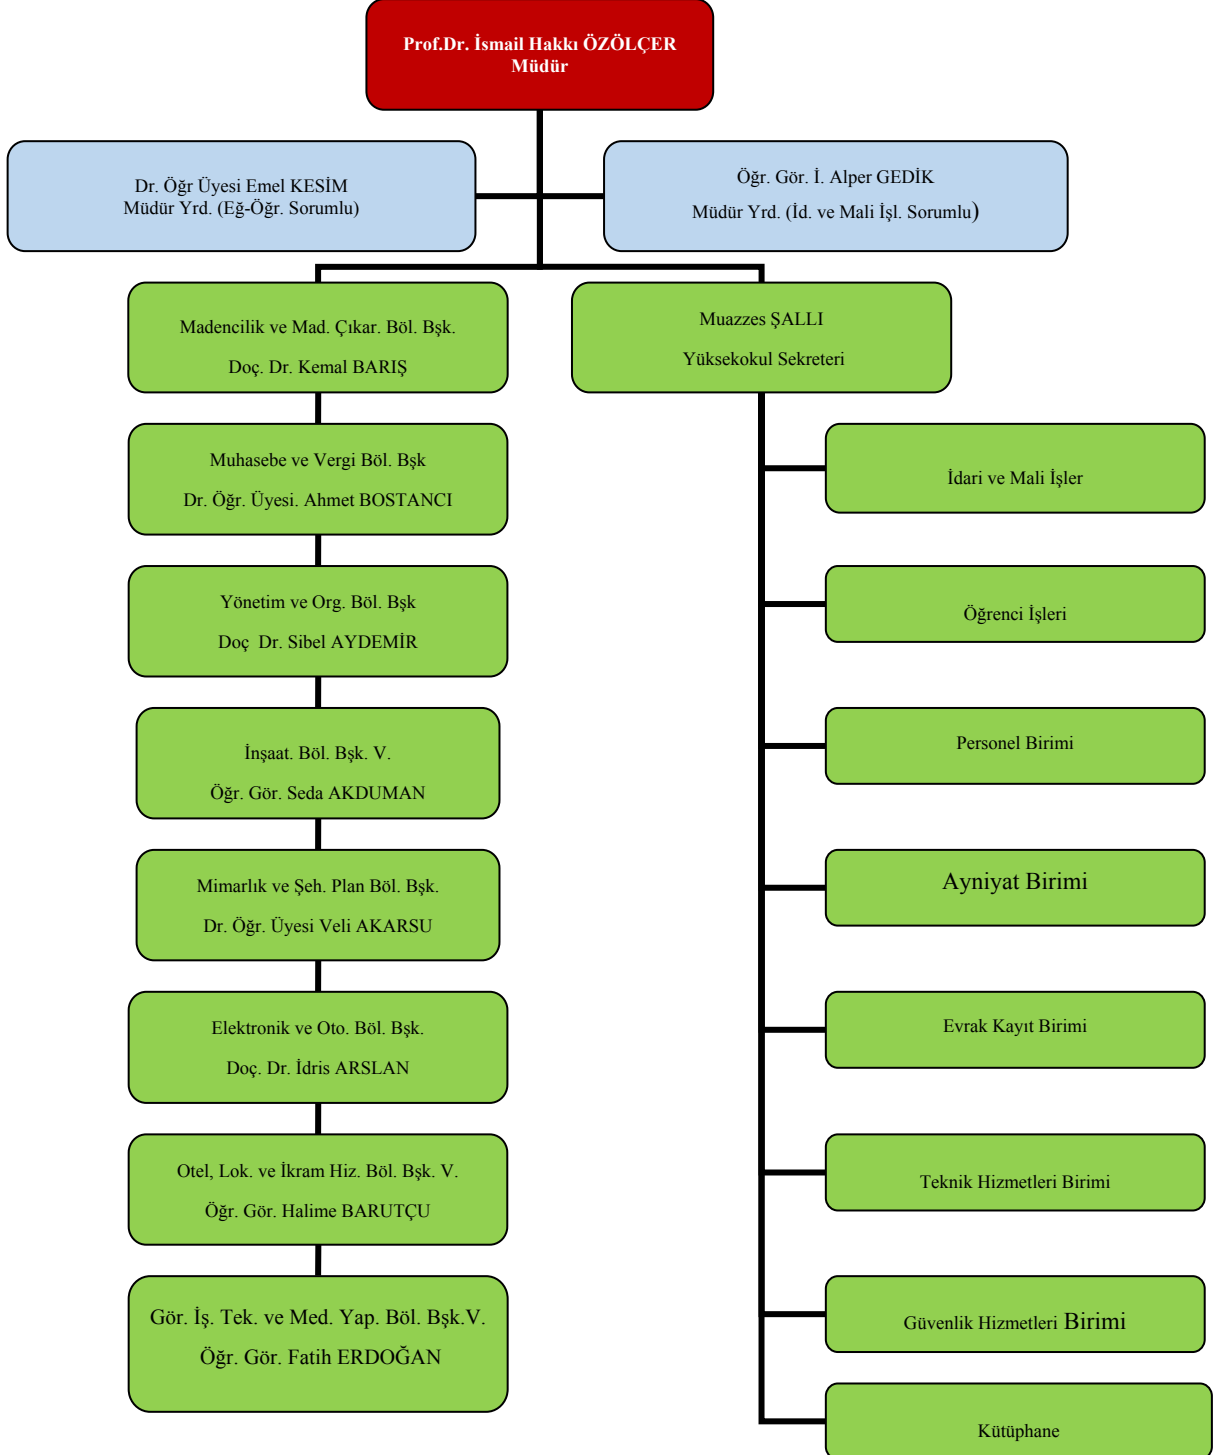 Prof.Dr. İsmail Hakkı ÖZÖLÇER
Müdür
Dr. Öğr Üyesi Emel KESİM
Müdür Yrd. (Eğ-Öğr. Sorumlu)
Öğr. Gör. İ. Alper GEDİK
Müdür Yrd. (İd. ve Mali İşl. Sorumlu)
Madencilik ve Mad. Çıkar. Böl. Bşk.
Doç. Dr. Kemal BARIŞ
Muazzes ŞALLI
Yüksekokul Sekreteri
Muhasebe ve Vergi Böl. Bşk
Dr. Öğr. Üyesi. Ahmet BOSTANCI
Yönetim ve Org. Böl. Bşk
Doç Dr. Sibel AYDEMİR
İnşaat. Böl. Bşk. V.
Öğr. Gör. Seda AKDUMAN
Mimarlık ve Şeh. Plan Böl. Bşk.
Dr. Öğr. Üyesi Veli AKARSU
Elektronik ve Oto. Böl. Bşk.
Doç. Dr. İdris ARSLAN
Otel, Lok. ve İkram Hiz. Böl. Bşk. V.
Öğr. Gör. Halime BARUTÇU
Gör. İş. Tek. ve Med. Yap. Böl. Bşk.V.
Öğr. Gör. Fatih ERDOĞAN
İdari ve Mali İşler
Öğrenci İşleri
Personel Birimi
Ayniyat Birimi
Evrak Kayıt Birimi
Teknik Hizmetleri Birimi
Güvenlik Hizmetleri Birimi
Kütüphane